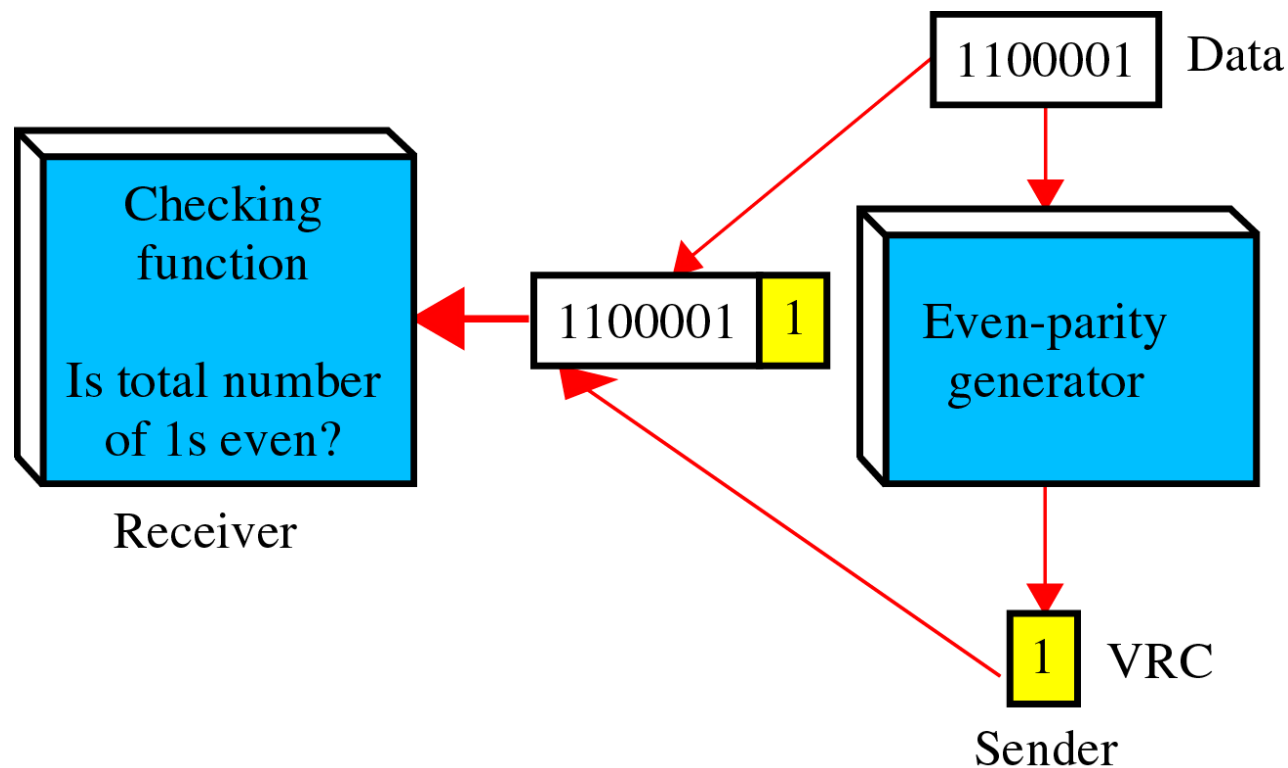 1100001 Data
Checking
function
Is total number
of 1s even?
Receiver
1100001 1
Even-parity
generator
1 VRC
Sender